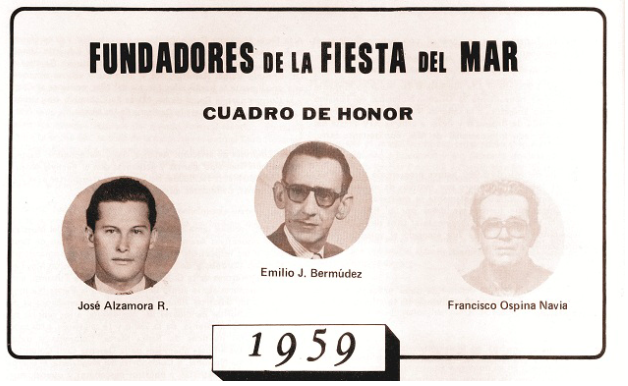 FUNDADORES DE LA FIESTA DEL MAR
CUADRO DE HONOR
José Alzamora R.
Emilio J. Bermúdez
Francisco Ospina Navia
1959